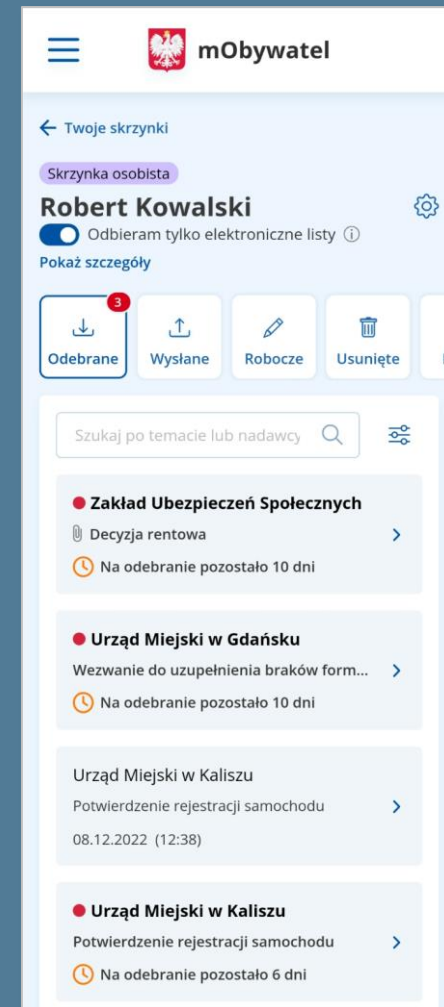 mObywatel
Twoje skrzynki
Skrzynka osobista
Robert Kowalski
Odbieram tylko elektroniczne listy
Pokaż szczegóły
3
Odebrane Wysłane Robocze Usunięte
Szukaj po temacie lub nadawcy
Zakład Ubezpieczeń Społecznych
Decyzja rentowa
Na odebranie pozostało 10 dni
Urząd Miejski w Gdańsku
Wezwanie do uzupełnienia braków form...
Na odebranie pozostało 10 dni
Urząd Miejski w Kaliszu
Potwierdzenie rejestracji samochodu
08.12.2022 (12:38)
Urząd Miejski w Kaliszu
Potwierdzenie rejestracji samochodu
Na odebranie pozostało 6 dni